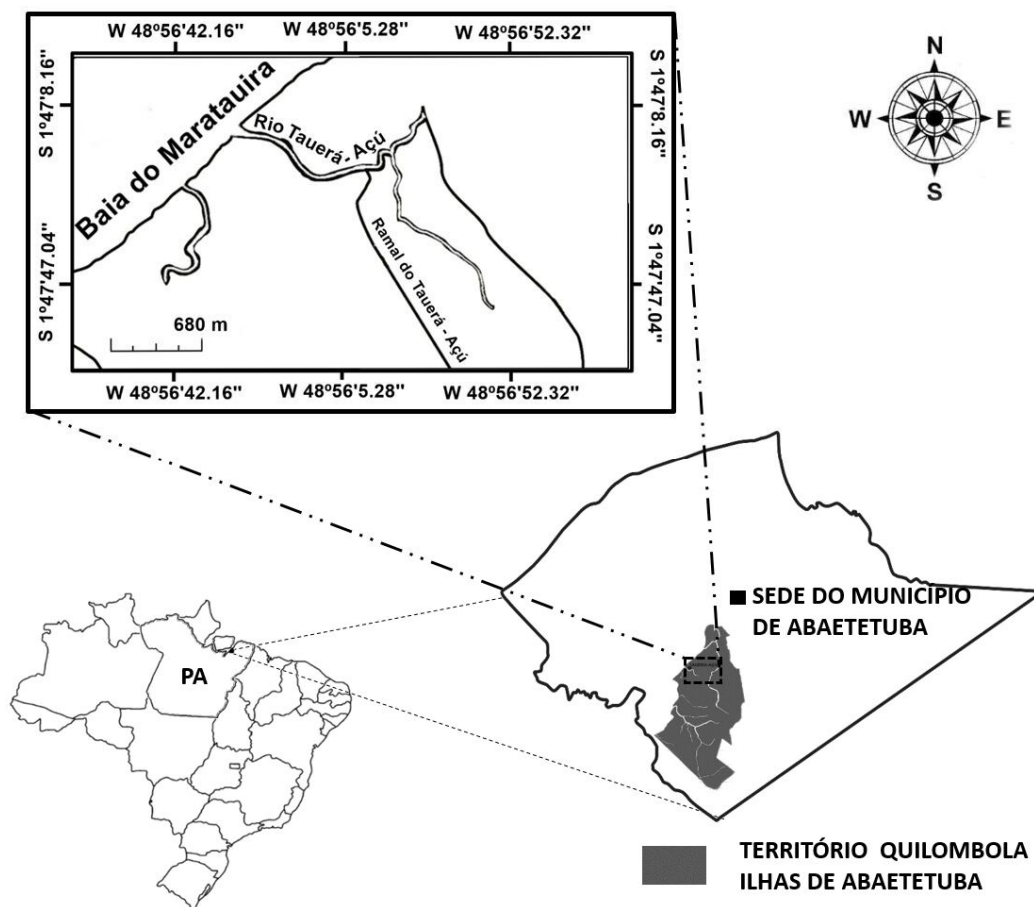 W 48º56'42.16" W 48º56'5.28" W 48º56'52.32"
S 1º47'8.16"
S 1º47'47.04"
Baia do Maratauira
Rio Tauerá - Açú
Ramal do Tauerá - Açú
680 m
S 1º47'8.16"
S 1º47'47.04"
W 48º56'42.16" W 48º56'5.28" W 48º56'52.32"
N
W E
S
SEDE DO MUNICÍPIO
DE ABAETETUBA
PA
TERRITÓRIO QUILOMBOLA
ILHAS DE ABAETETUBA